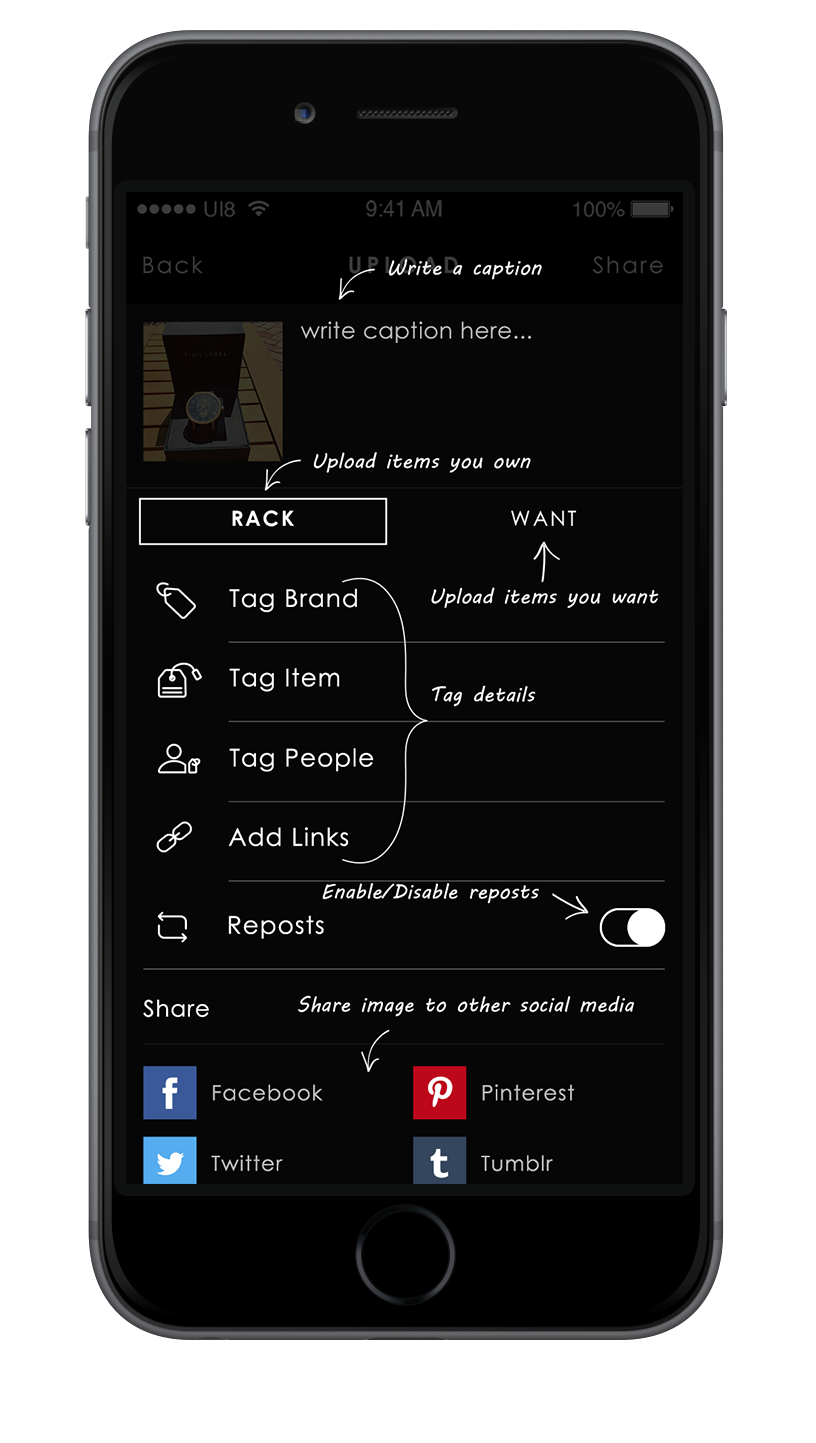 UI8 9:41 AM 100%
Back UPLOAD Share
Write a caption
write caption here...
Upload items you own
RACK WANT
Upload items you want
Tag Brand
Tag Item
Tag details
Tag People
Add Links
Enable/Disable reposts
Reposts
Share
Share image to other social media
f Facebook
Pinterest
Twitter
t Tumblr